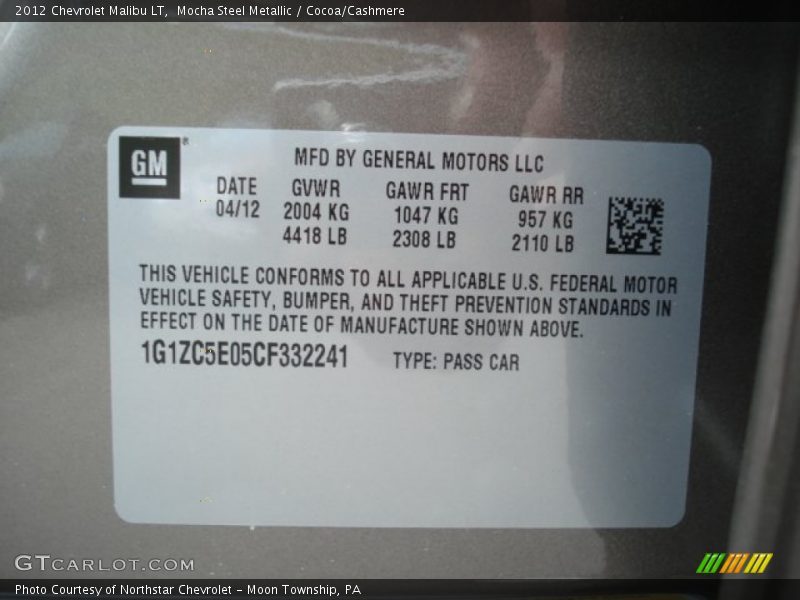 2012 Chevrolet Malibu LT, Mocha Steel Metallic / Cocoa/Cashmere
GM ®
MFD BY GENERAL MOTORS LLC
DATE GVWR GAWR FRT GAWR RR
04/12 2004 KG 1047 KG 957 KG
4418 LB 2308 LB 2110 LB
THIS VEHICLE CONFORMS TO ALL APPLICABLE U.S. FEDERAL MOTOR
VEHICLE SAFETY, BUMPER, AND THEFT PREVENTION STANDARDS IN
EFFECT ON THE DATE OF MANUFACTURE SHOWN ABOVE.
1G1ZC5E05CF332241 TYPE: PASS CAR
GTCARLOT.COM
Photo Courtesy of Northstar Chevrolet - Moon Township, PA